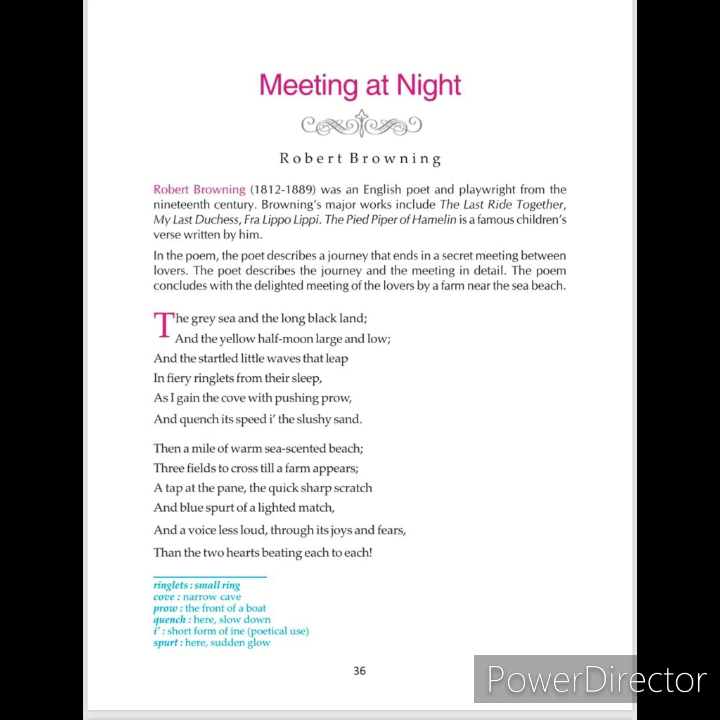 Meeting at Night
Robert Browning
Robert Browning (1812-1889) was an English poet and playwright from the
nineteenth century. Browning's major works include The Last Ride Together,
My Last Duchess, Fra Lippo Lippi. The Pied Piper of Hamelin is a famous children's
verse written by him.
In the poem, the poet describes a journey that ends in a secret meeting between
lovers. The poet describes the journey and the meeting in detail. The poem
concludes with the delighted meeting of the lovers by a farm near the sea beach.
The grey sea and the long black land;
And the yellow half-moon large and low;
And the startled little waves that leap
In fiery ringlets from their sleep,
As I gain the cove with pushing prow,
And quench its speed i' the slushy sand.
Then a mile of warm sea-scented beach;
Three fields to cross till a farm appears;
A tap at the pane, the quick sharp scratch
And blue spurt of a lighted match,
And a voice less loud, through its joys and fears,
Than the two hearts beating each to each!
ringlets : small ring
cove : narrow cave
prow : the front of a boat
quench : here, slow down
i' : short form of ine (poetical use)
spurt : here, sudden glow
36
PowerDirector